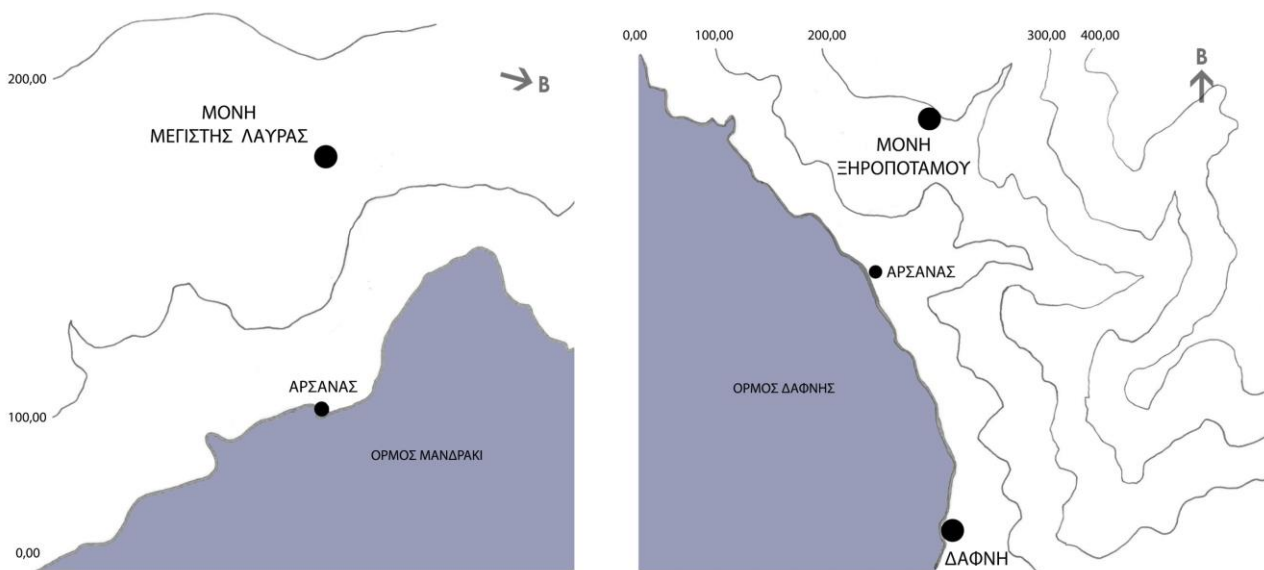 200,00
B
ΜΟΝΗ
ΜΕΓΙΣΤΗΣ ΛΑΥΡΑΣ
ΑΡΣΑΝΑΣ
100,00
ΟΡΜΟΣ ΜΑΝΔΡΑΚΙ
0,00
0,00 100,00 200,00 300,00 400,00
B
ΜΟΝΗ
ΞΗΡΟΠΟΤΑΜΟΥ
ΑΡΣΑΝΑΣ
ΟΡΜΟΣ ΔΑΦΝΗΣ
ΔΑΦΝΗ